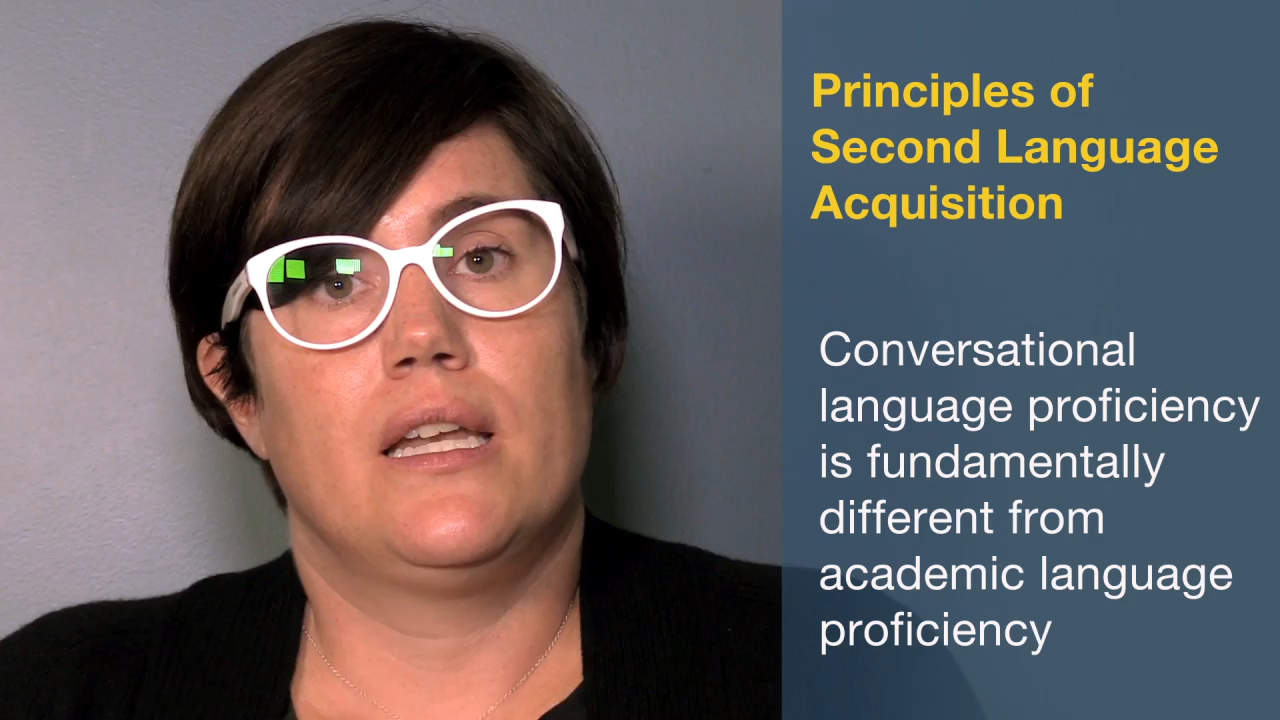 Principles of
Second Language
Acquisition
Conversational
language proficiency
is fundamentally
different from
academic language
proficiency